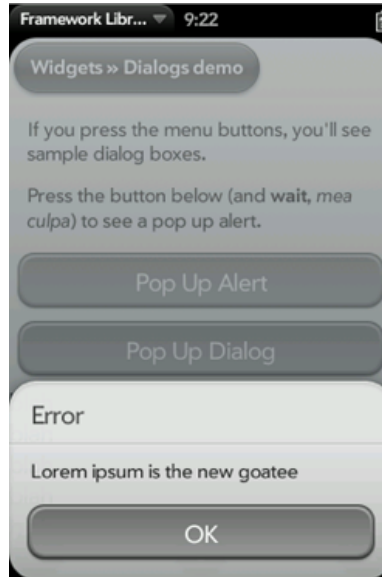 Framework Libr... 9:22
Widgets » Dialogs demo
If you press the menu buttons, you'll see
sample dialog boxes.
Press the button below (and wait, mea
culpa) to see a pop up alert.
Pop Up Alert
Pop Up Dialog
Error
Lorem ipsum is the new goatee
OK